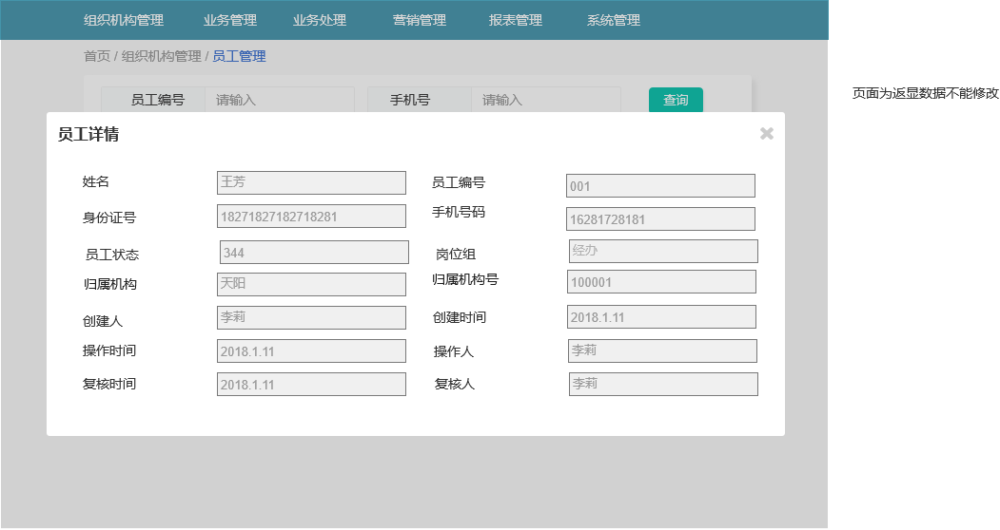 组织机构管理 业务管理 业务处理 营销管理 报表管理 系统管理
首页 / 组织机构管理 / 员工管理
员工编号 请输入 手机号 请输入 查询
页面为返显数据不能修改
员工详情
姓名 王芳 员工编号 001
身份证号 18271827182718281 手机号码 16281728181
员工状态 344 岗位组 经办
归属机构 天阳 归属机构号 100001
创建人 李莉 创建时间 2018.1.11
操作时间 2018.1.11 操作人 李莉
复核时间 2018.1.11 复核人 李莉